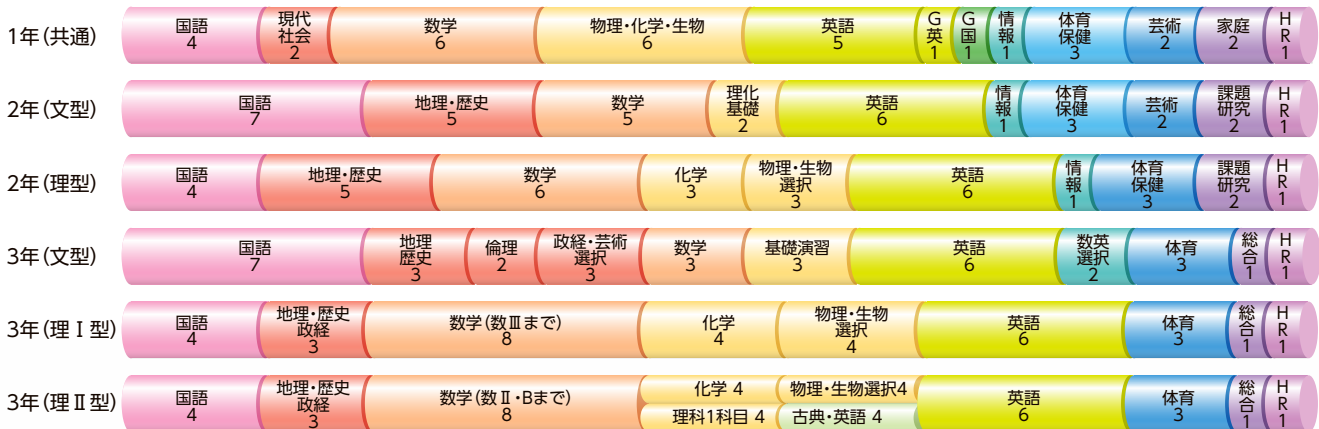 1年(共通)
国語
4
現代
社会
2
数学
6
物理・化学・生物
6
英語
5
G
英
1
G
国
1
情
報
1
体育
保健
3
芸術
2
家庭
2
H
R
1
2年(文型)
国語
7
地理・歴史
5
数学
5
理化
基礎
2
英語
6
情
報
1
体育
保健
3
芸術
2
課題
研究
2
H
R
1
2年(理型)
国語
4
地理・歴史
5
数学
6
化学
3
物理・生物
選択
3
英語
6
情
報
1
体育
保健
3
課題
研究
2
H
R
1
3年(文型)
国語
7
地理
歴史
3
倫理
2
政経・芸術
選択
3
数学
3
基礎演習
3
英語
6
数英
選択
2
体育
3
総
合
1
H
R
1
3年(理Ⅰ型)
国語
4
地理・歴史
政経
3
数学(数Ⅲまで)
8
化学
4
物理・生物
選択
4
英語
6
体育
3
総
合
1
H
R
1
3年(理Ⅱ型)
国語
4
地理・歴史
政経
3
数学(数Ⅱ・Bまで)
8
化学 4
物理・生物選択4
理科1科目 4
古典・英語 4
英語
6
体育
3
総
合
1
H
R
1